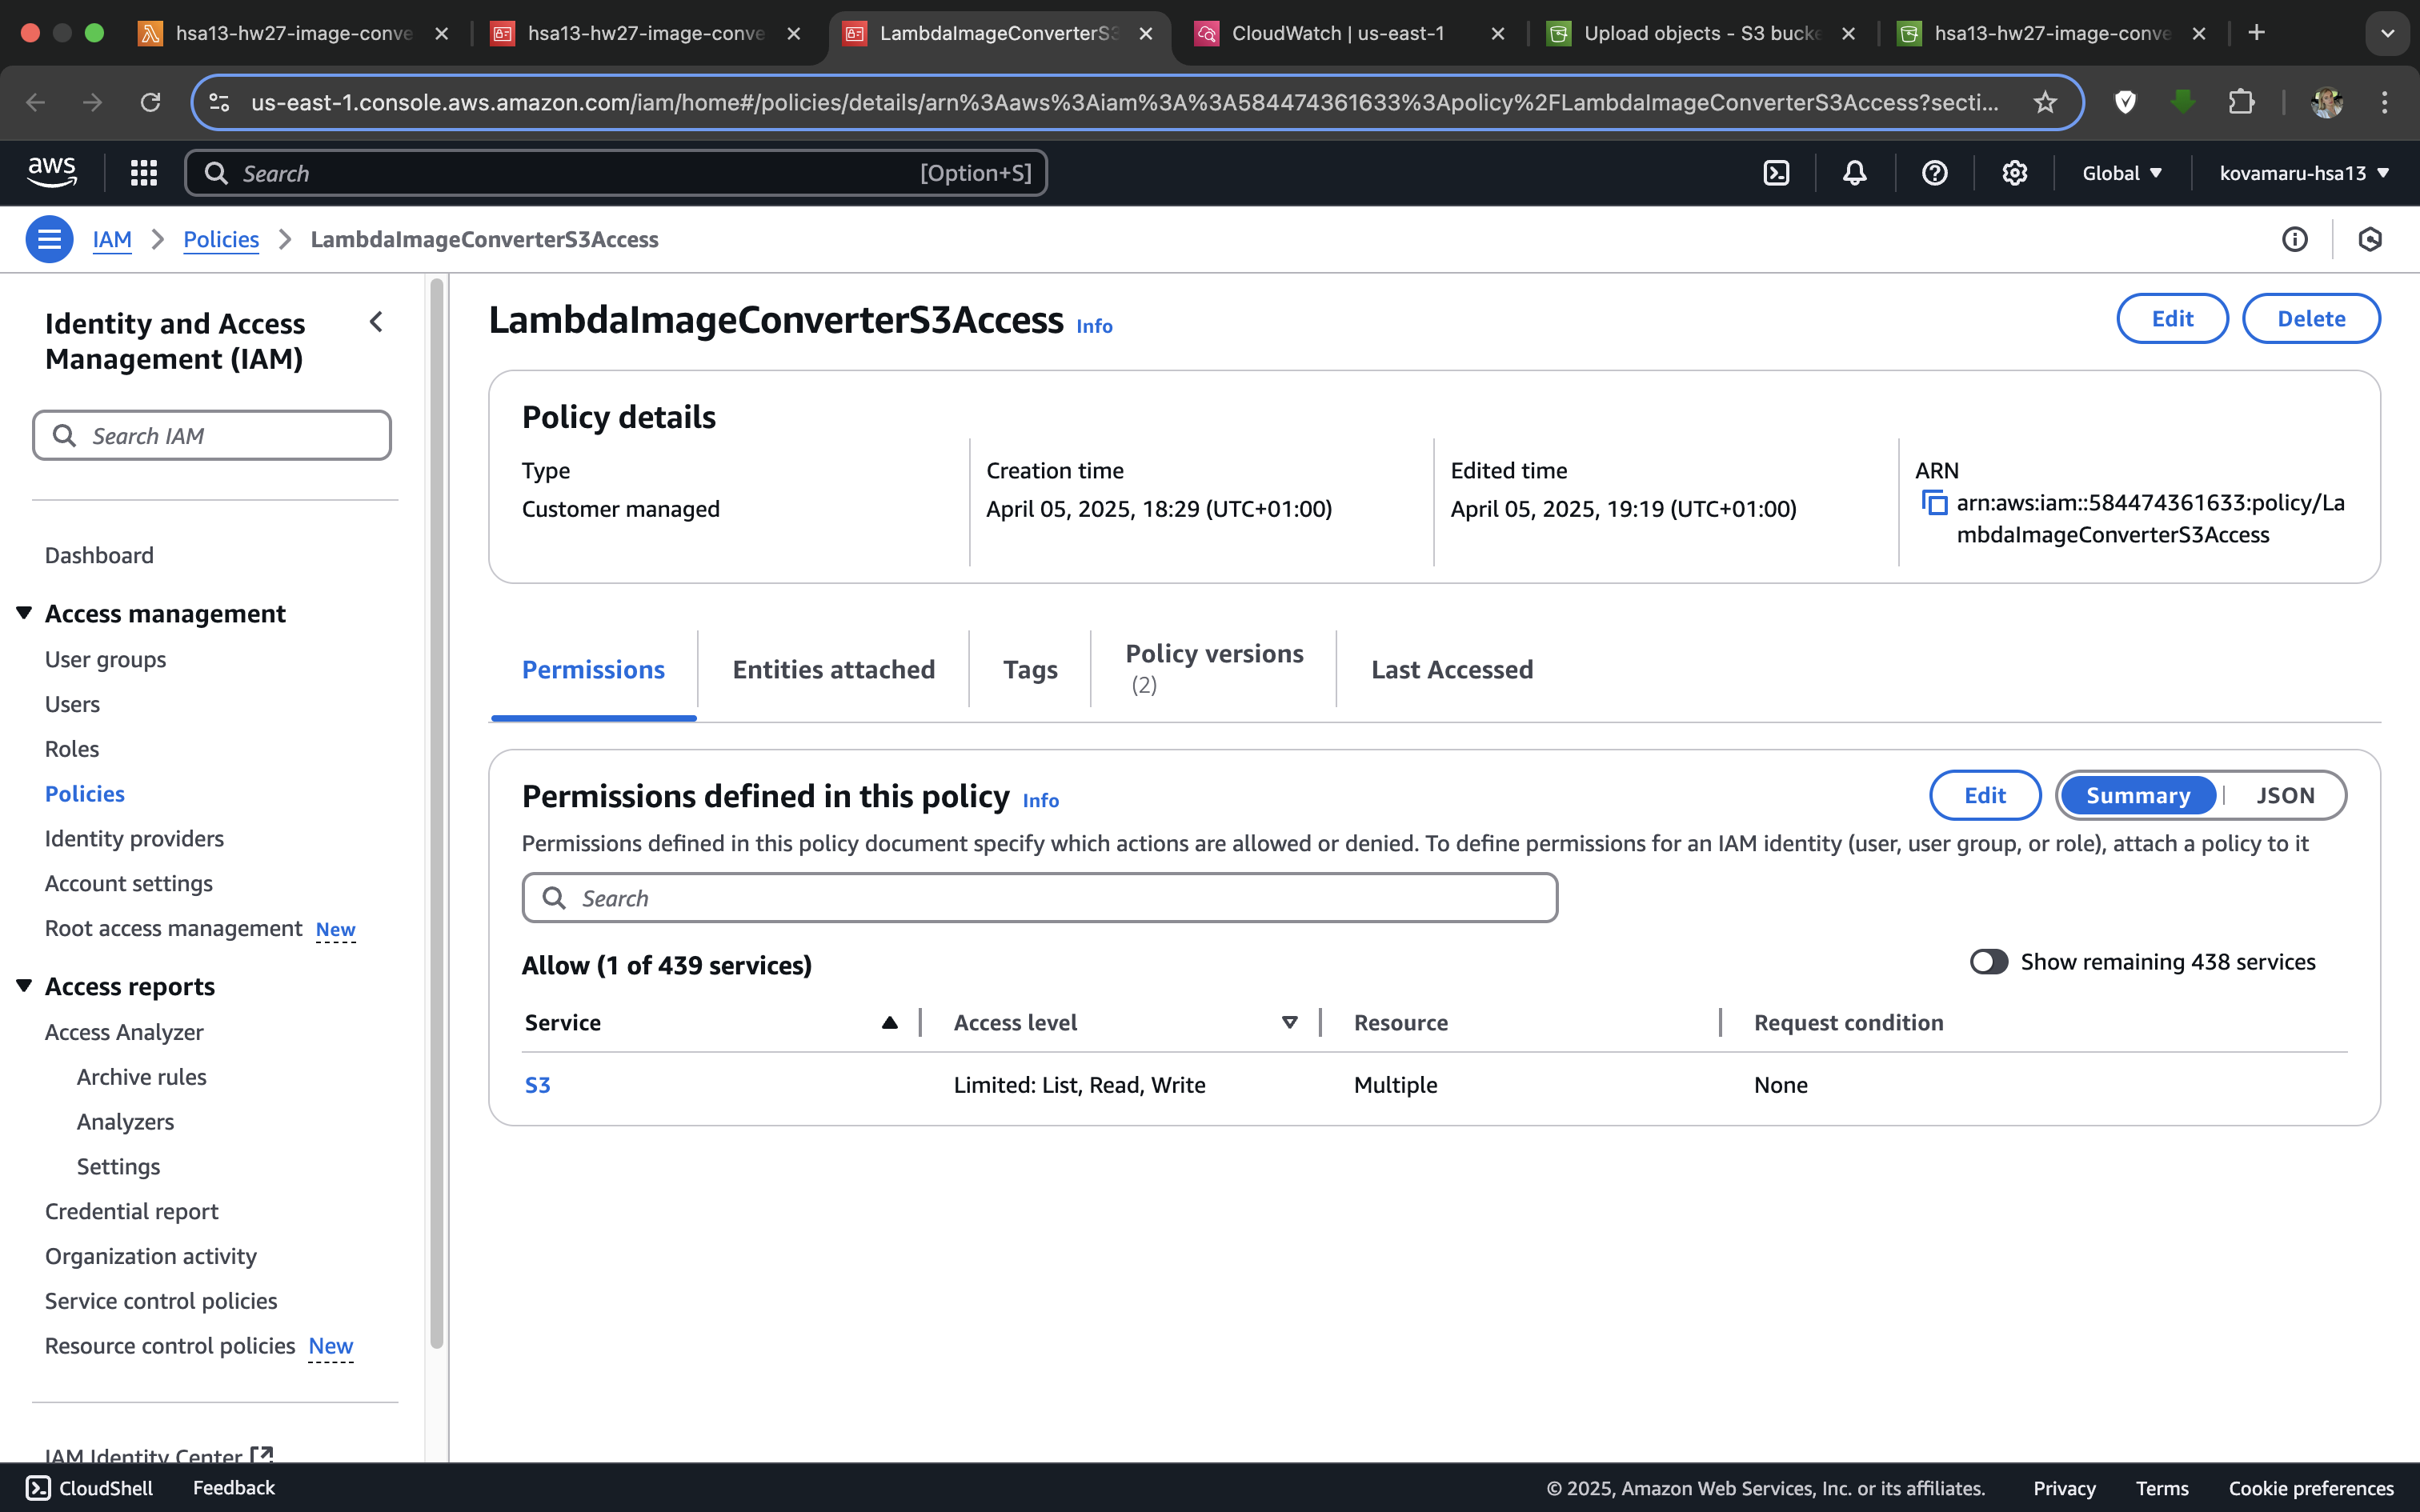 hsa13-hw27-image-conve
hsa13-hw27-image-conve
LambdaImageConverterS3
CloudWatch | us-east-1
Upload objects - S3 bucke
hsa13-hw27-image-conve
us-east-1.console.aws.amazon.com/iam/home#/policies/details/arn%3Aaws%3Aiam%3A%3A584474361633%3Apolicy%2FLambdaImageConverterS3Access?secti...
aws
Search
[Option+S]
Global
kovamaru-hsa13
IAM
Policies
LambdaImageConverterS3Access
Identity and Access
Management (IAM)
Search IAM
Dashboard
Access management
User groups
Users
Roles
Policies
Identity providers
Account settings
Root access management New
Access reports
Access Analyzer
Archive rules
Analyzers
Settings
Credential report
Organization activity
Service control policies
Resource control policies New
IAM Identity Center
LambdaImageConverterS3Access Info
Edit
Delete
Policy details
Type
Customer managed
Creation time
April 05, 2025, 18:29 (UTC+01:00)
Edited time
April 05, 2025, 19:19 (UTC+01:00)
ARN
arn:aws:iam::584474361633:policy/La
mbdaImageConverterS3Access
Permissions
Entities attached
Tags
Policy versions
(2)
Last Accessed
Permissions defined in this policy Info
Edit
Summary
JSON
Permissions defined in this policy document specify which actions are allowed or denied. To define permissions for an IAM identity (user, user group, or role), attach a policy to it
Search
Allow (1 of 439 services)
Show remaining 438 services
Service
Access level
Resource
Request condition
S3
Limited: List, Read, Write
Multiple
None
CloudShell
Feedback
© 2025, Amazon Web Services, Inc. or its affiliates.
Privacy
Terms
Cookie preferences